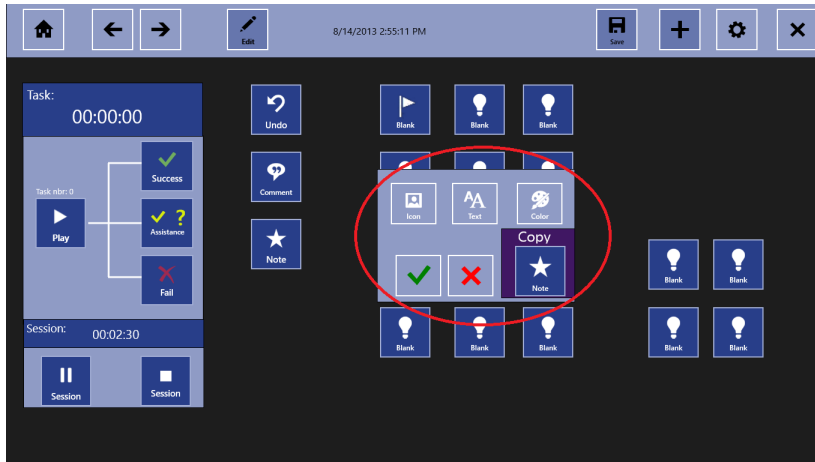 Edit
8/14/2013 2:55:11 PM
Save
Task:
00:00:00
Task nbr: 0
Play
Success
Assistance
Fail
Session:
00:02:30
Session
Session
Undo
Comment
Note
Blank
Blank
Blank
Icon
Text
Color
Copy
Note
Blank
Blank
Blank
Blank
Blank
Blank
Blank